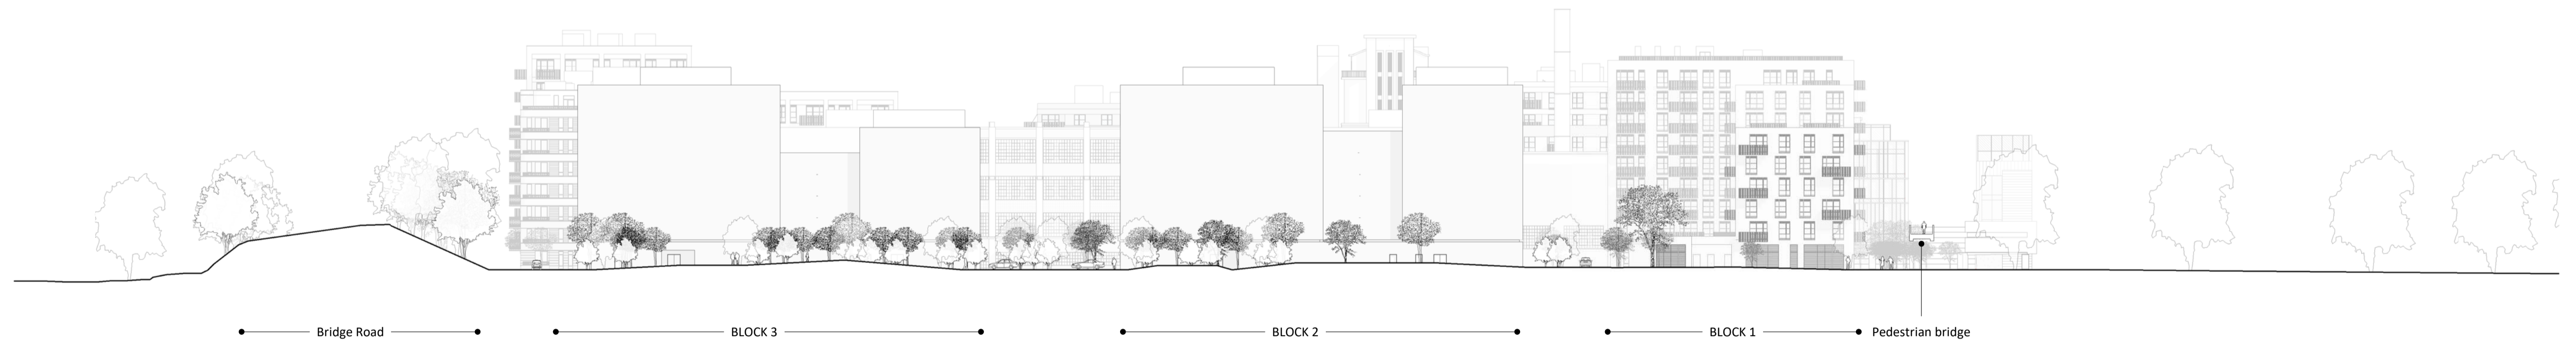 Bridge Road
BLOCK 3
BLOCK 2
BLOCK 1
Pedestrian bridge